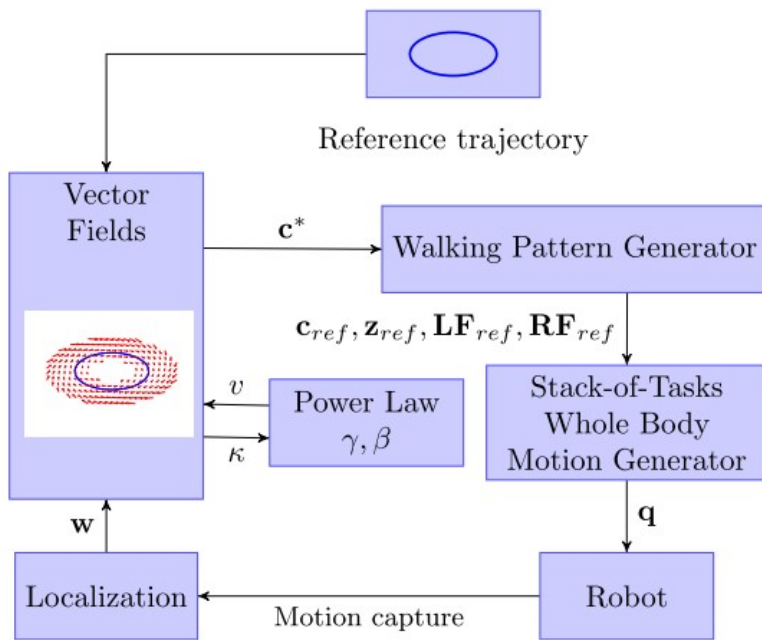 Reference trajectory
Vector
Fields
c*
Walking Pattern Generator
c_ref, z_ref, LF_ref, RF_ref
v
Power Law
γ, β
κ
Stack-of-Tasks
Whole Body
Motion Generator
w
q
Localization
Motion capture
Robot